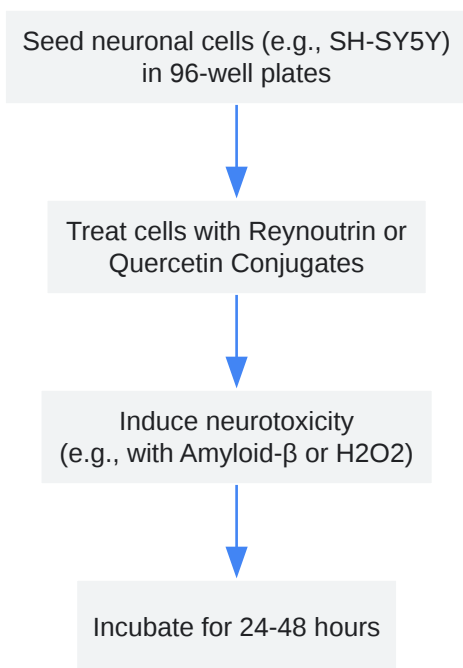 Seed neuronal cells (e.g., SH-SY5Y)
in 96-well plates
Treat cells with Reynoutrin or
Quercetin Conjugates
Induce neurotoxicity
(e.g., with Amyloid-β or H2O2)
Incubate for 24-48 hours